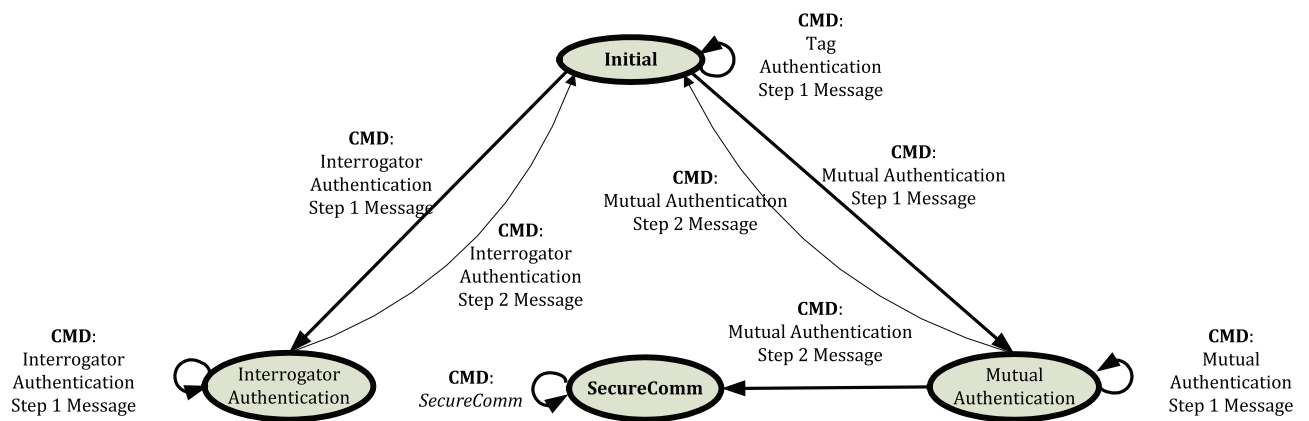 CMD:
Tag
Authentication
Step 1 Message
Initial
CMD:
Interrogator
Authentication
Step 1 Message
CMD:
Mutual Authentication
Step 1 Message
CMD:
Mutual Authentication
Step 2 Message
CMD:
Interrogator
Authentication
Step 2 Message
CMD:
Mutual Authentication
Step 2 Message
CMD:
Interrogator
Authentication
Step 1 Message
Interrogator
Authentication
CMD:
SecureComm
SecureComm
Mutual
Authentication
CMD:
Mutual
Authentication
Step 1 Message